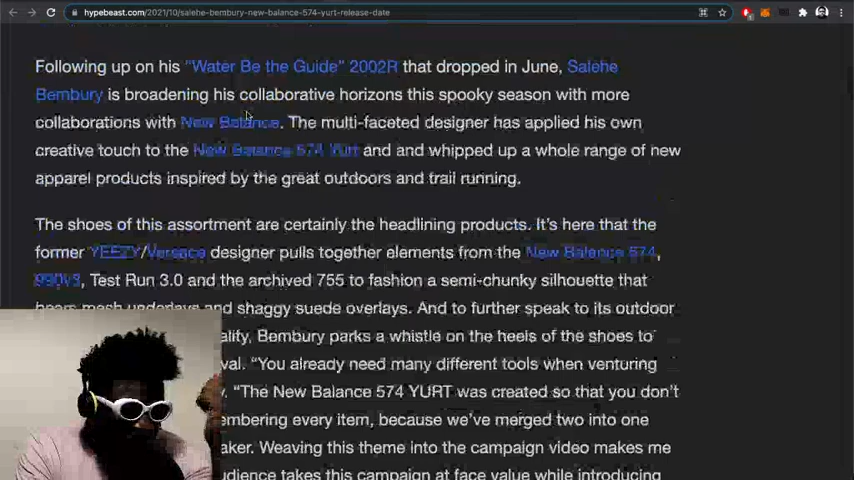 hypebeast.com/2021/10/salehe-bembury-new-balance-574-yurt-release-date
Following up on his “Water Be the Guide” 2002R that dropped in June, Salehe
Bembury is broadening his collaborative horizons this spooky season with more
collaborations with New Balance. The multi-faceted designer has applied his own
creative touch to the New Balance 574 Yurt and and whipped up a whole range of new
apparel products inspired by the great outdoors and trail running.
The shoes of this assortment are certainly the headlining products. It’s here that the
former YEEZY/Versace designer pulls together elements from the New Balance 574,
990v3, Test Run 3.0 and the archived 755 to fashion a semi-chunky silhouette that
bears mesh underlays and shaggy suede overlays. And to further speak to its outdoor
ality, Bembury parks a whistle on the heels of the shoes to
val. “You already need many different tools when venturing
“The New Balance 574 YURT was created so that you don’t
embering every item, because we’ve merged two into one
aker. Weaving this theme into the campaign video makes me
udience takes this campaign at face value while introducing